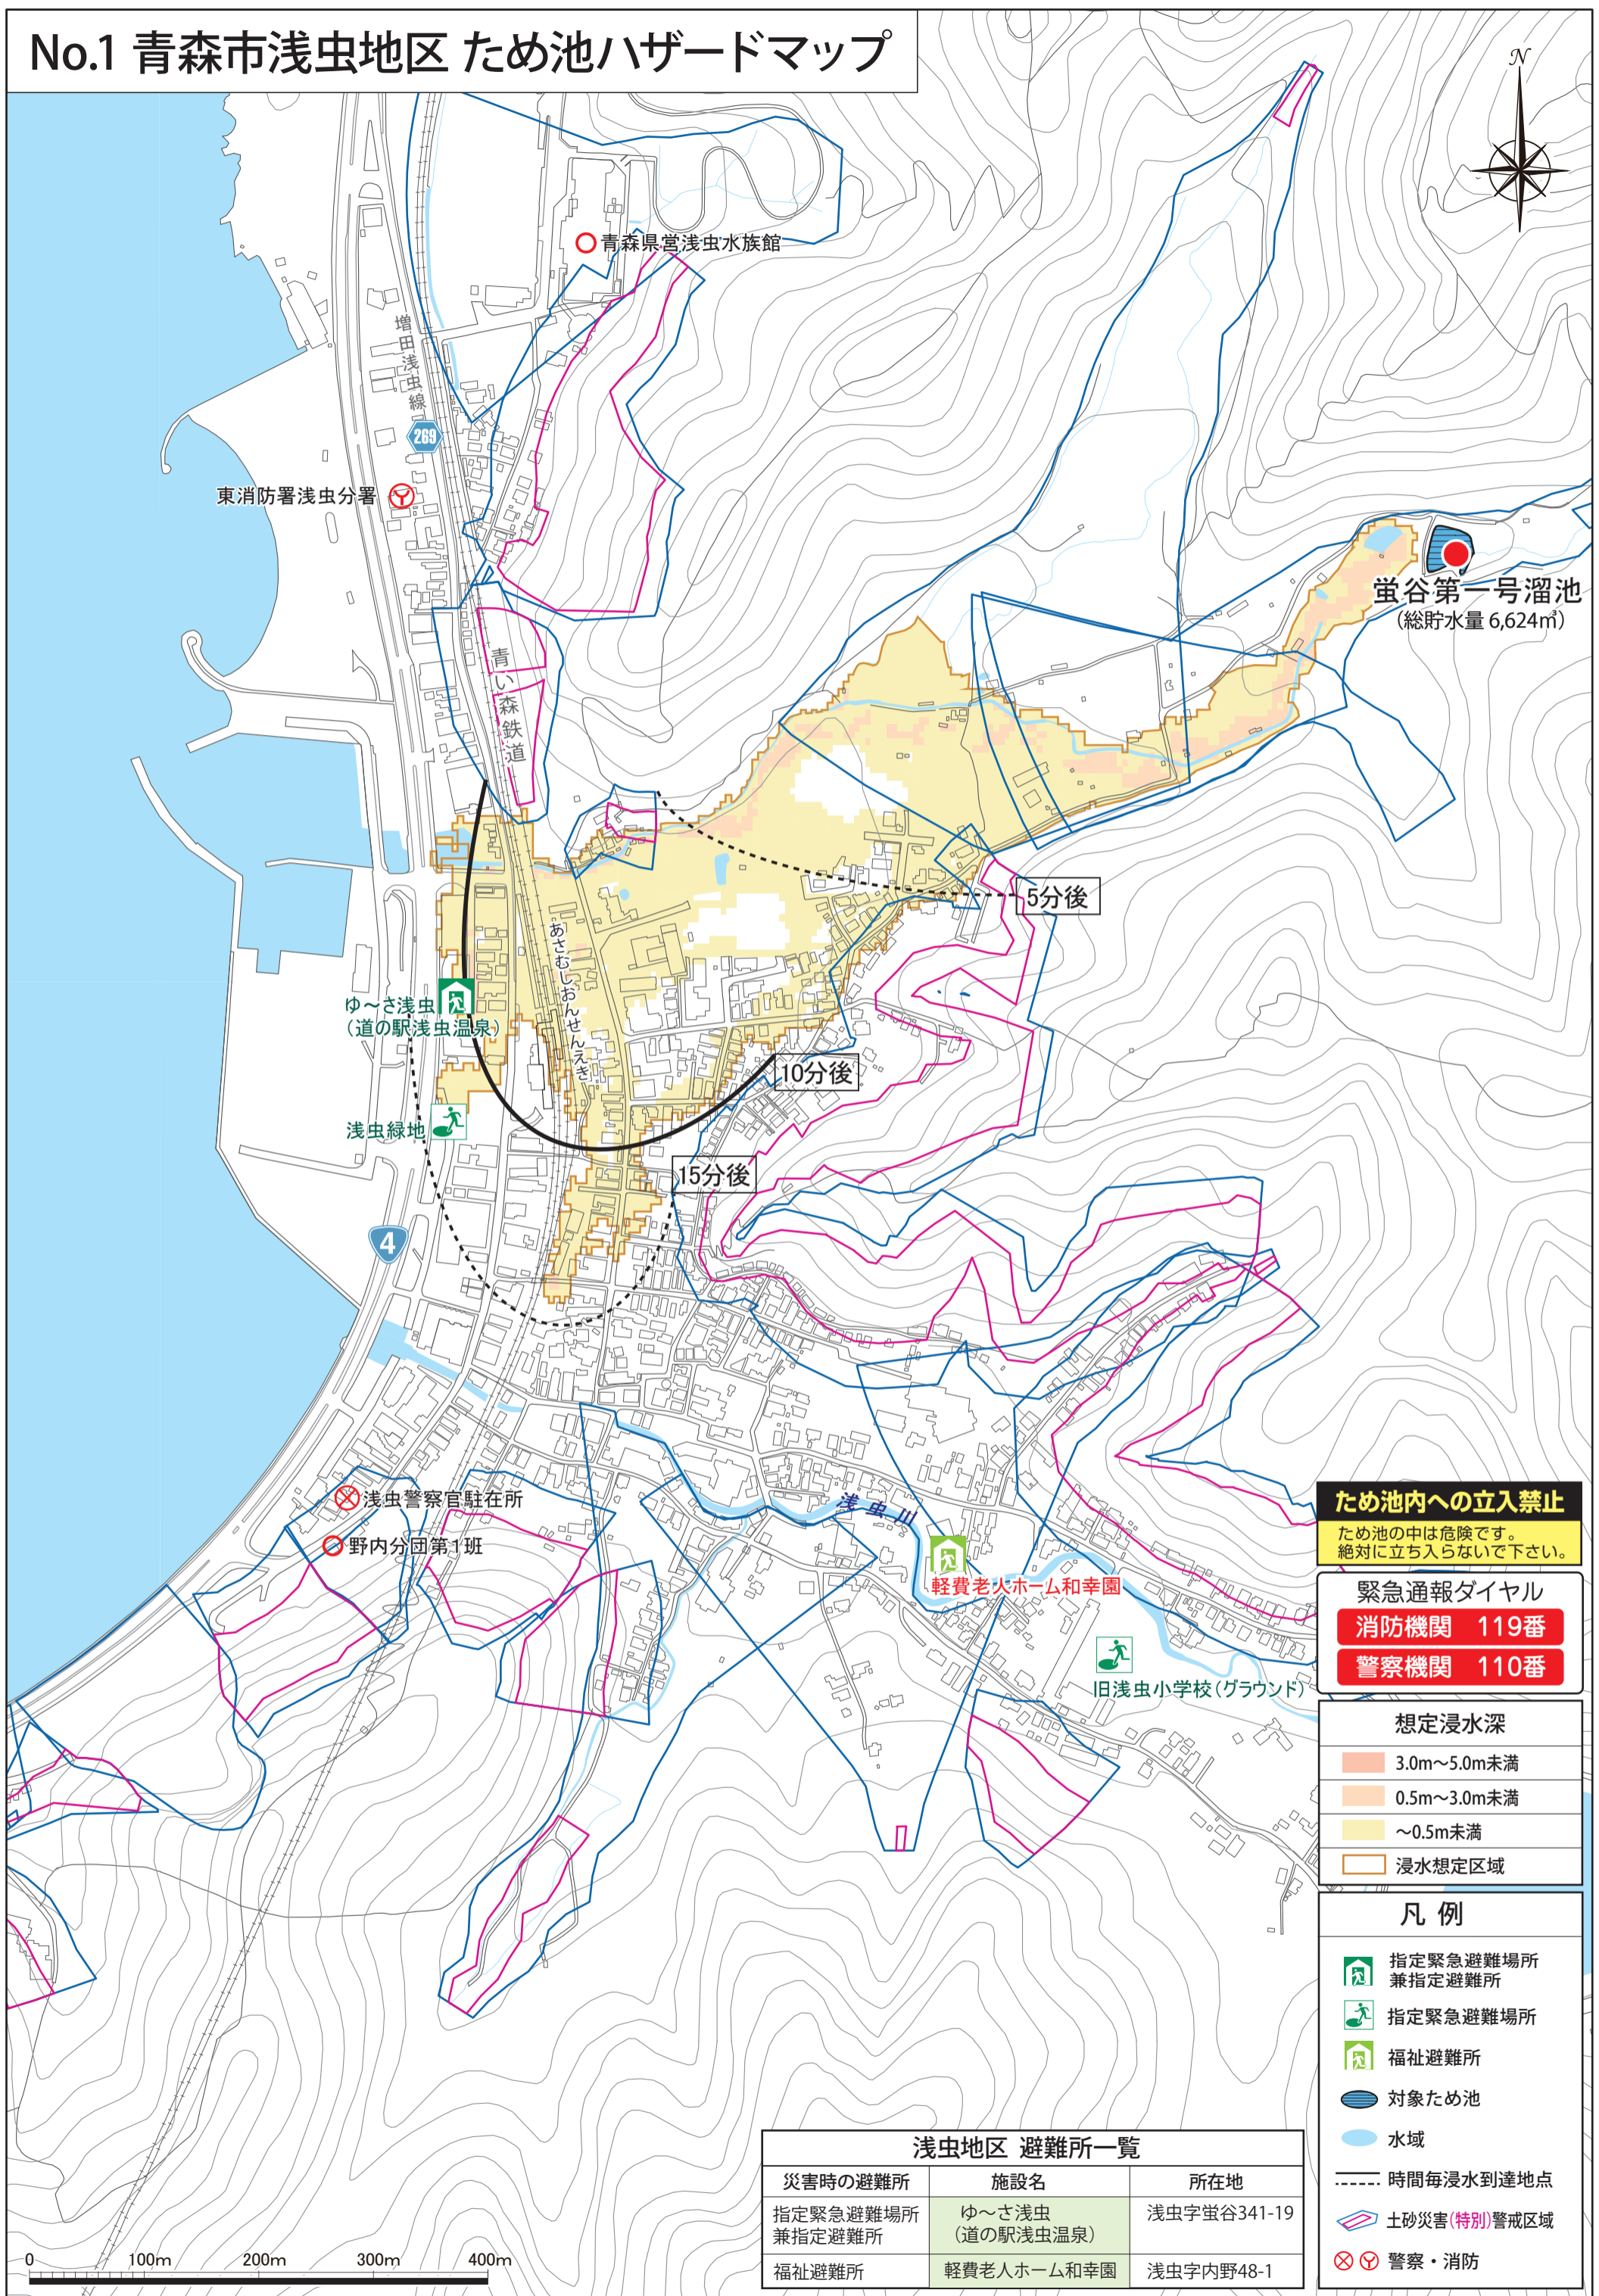 No.1 青森市浅虫地区 ため池ハザードマップ
N
青森県営浅虫水族館
増田浅虫線
269
東消防署浅虫分署
蛍谷第一号溜池
（総貯水量 6,624㎥）
青い森鉄道
5分後
あさむしおんせんえき
ゆ〜さ浅虫
（道の駅浅虫温泉）
10分後
浅虫緑地
15分後
4
浅虫警察官駐在所
浅虫川
野内分団第1班
軽費老人ホーム和幸園
旧浅虫小学校（グラウンド）
ため池内への立入禁止
ため池の中は危険です。
絶対に立ち入らないで下さい。
緊急通報ダイヤル
消防機関 119番
警察機関 110番
想定浸水深
3.0m〜5.0m未満
0.5m〜3.0m未満
〜0.5m未満
浸水想定区域
凡 例
指定緊急避難場所
兼指定避難所
指定緊急避難場所
福祉避難所
対象ため池
水域
時間毎浸水到達地点
土砂災害(特別)警戒区域
警察・消防
浅虫地区 避難所一覧
災害時の避難所 施設名 所在地
指定緊急避難場所 ゆ〜さ浅虫 浅虫字蛍谷341-19
兼指定避難所 （道の駅浅虫温泉）
福祉避難所 軽費老人ホーム和幸園 浅虫字内野48-1
0 100m 200m 300m 400m